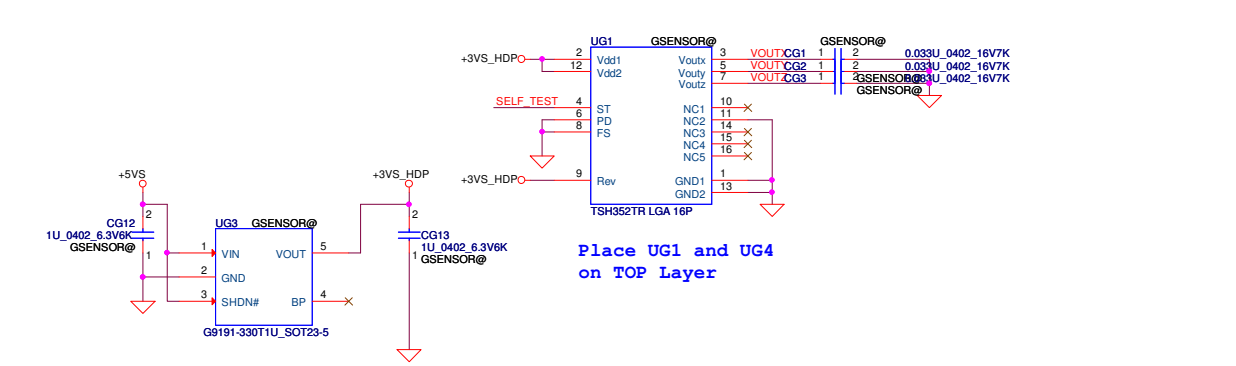 UG1 GSENSOR@ GSENSOR@
+3VS_HDP 2 Vdd1 Voutx 3 VOUTX CG1 1 2 0.033U_0402_16V7K
12 Vdd2 Vouty 5 VOUTY CG2 1 2 0.033U_0402_16V7K
Voutz 7 VOUTZ CG3 1 2 GSENSOR@ 0.033U_0402_16V7K
GSENSOR@
SELF_TEST 4 ST NC1 10
6 PD NC2 11
8 FS NC3 14
NC4 15
NC5 16
+3VS_HDP 9 Rev GND1 1
GND2 13
TSH352TR LGA 16P
Place UG1 and UG4
on TOP Layer
+5VS +3VS_HDP
2 2
CG12 UG3 GSENSOR@ CG13
1U_0402_6.3V6K 1U_0402_6.3V6K
GSENSOR@ GSENSOR@
1 1
1 VIN VOUT 5
2 GND
3 SHDN# BP 4
G9191-330T1U_SOT23-5